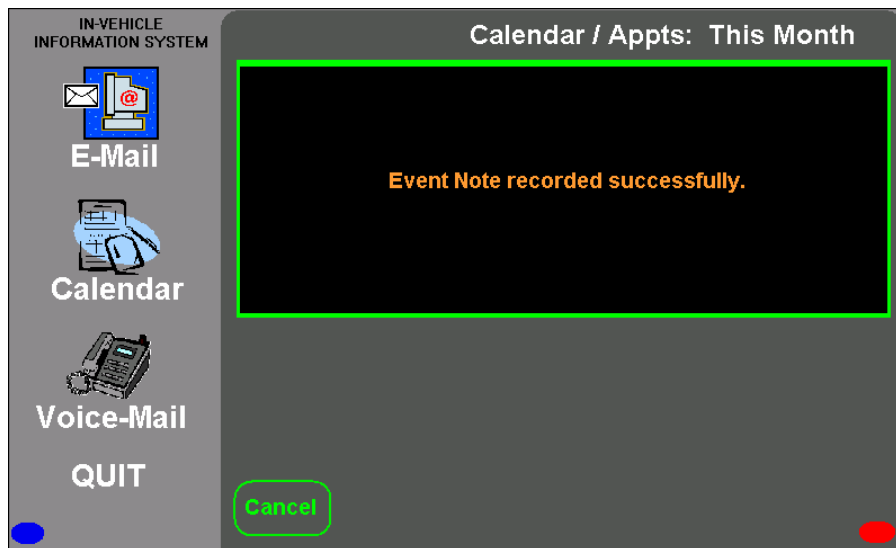 IN-VEHICLE
INFORMATION SYSTEM
@
E-Mail
Calendar
Voice-Mail
QUIT
Calendar / Appts: This Month
Event Note recorded successfully.
Cancel